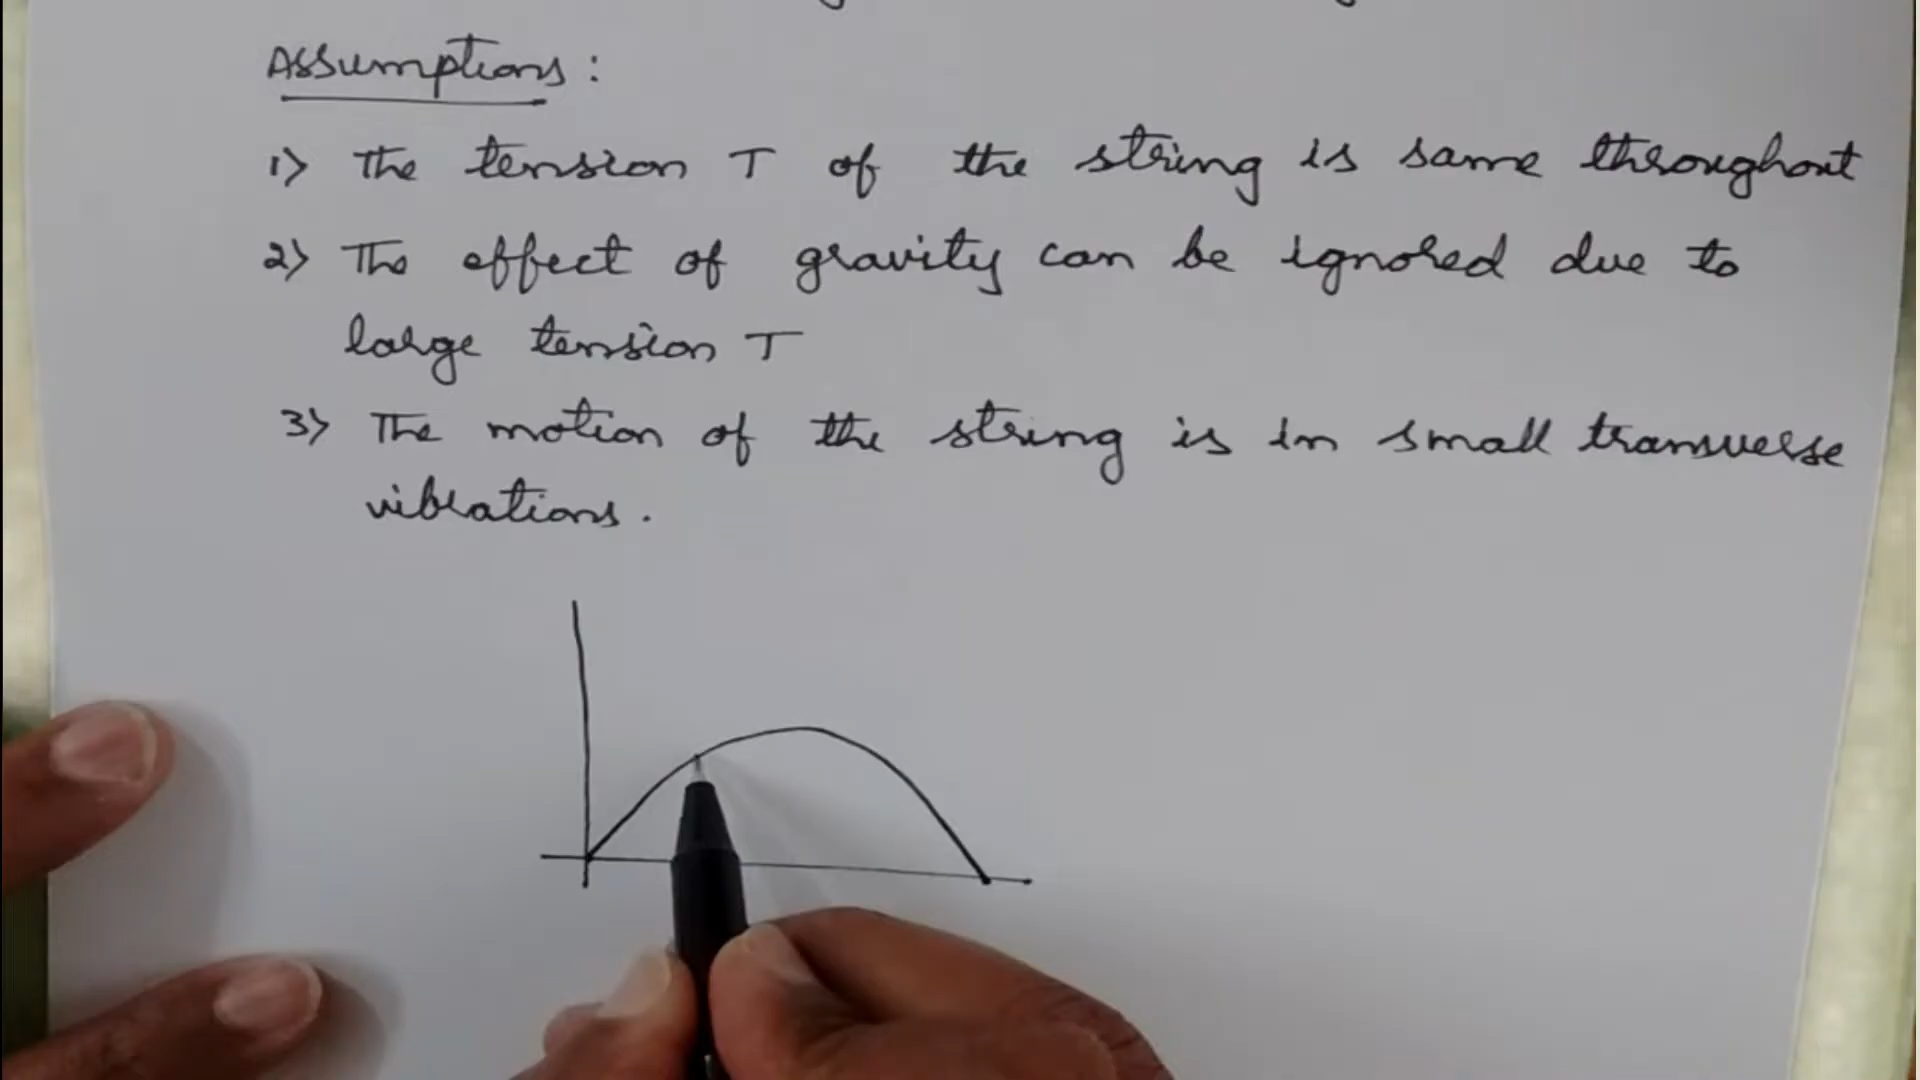 Assumptions:
1) The tension T of the string is same throughout
2) The effect of gravity can be ignored due to
large tension T
3) The motion of the string is in small transverse
vibrations.